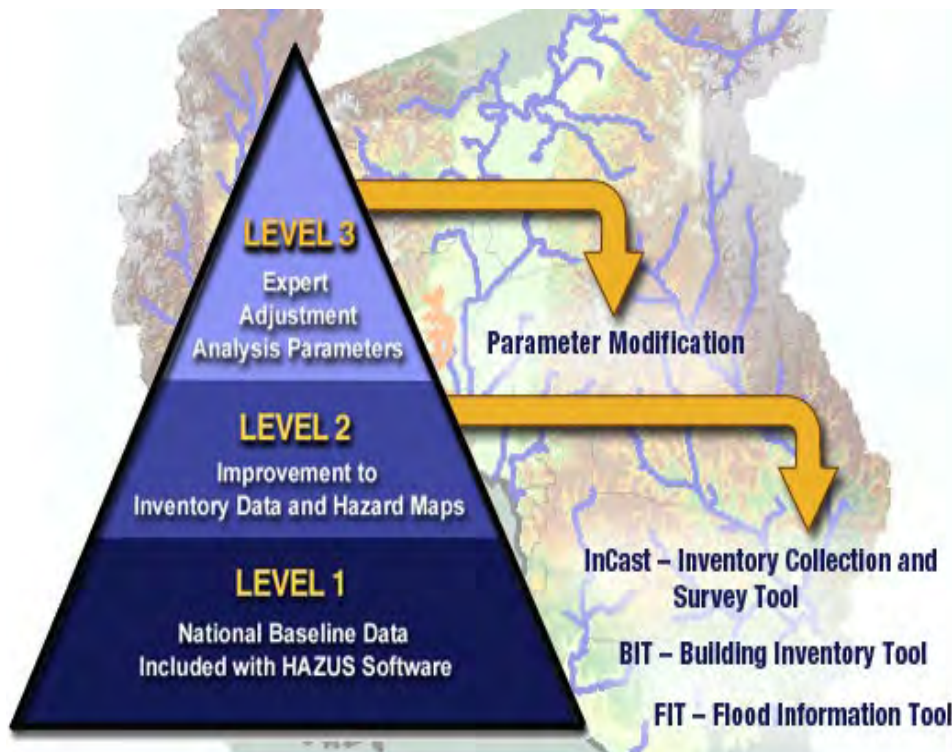 LEVEL 3
Expert
Adjustment
Analysis Parameters
Parameter Modification
LEVEL 2
Improvement to
Inventory Data and Hazard Maps
InCast – Inventory Collection and
Survey Tool
BIT – Building Inventory Tool
FIT – Flood Information Tool
LEVEL 1
National Baseline Data
Included with HAZUS Software